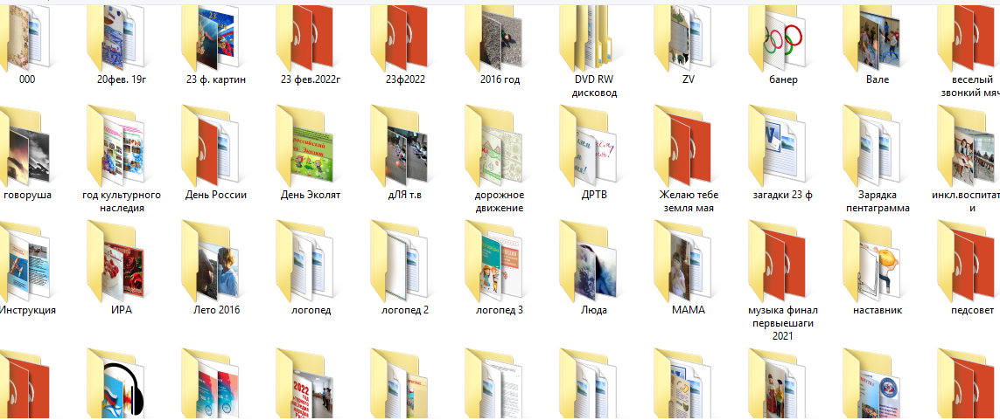 000
20фев. 19г
23 ф. картин
23 фев.2022г
23ф2022
2016 год
DVD RW
дисковод
ZV
банер
Вале
веселый
звонкий мяч
говоруша
год культурного
наследия
День России
День Эколят
дЛЯ т.в
дорожное
движение
ДРТВ
Желаю тебе
земля мая
загадки 23 ф
Зарядка
пентаграмма
инкл.воспитат
и
Инструкция
ИРА
Лето 2016
логопед
логопед 2
логопед 3
Люда
МАМА
музыка финал
первыешаги
2021
наставник
педсовет
2022
ГОД